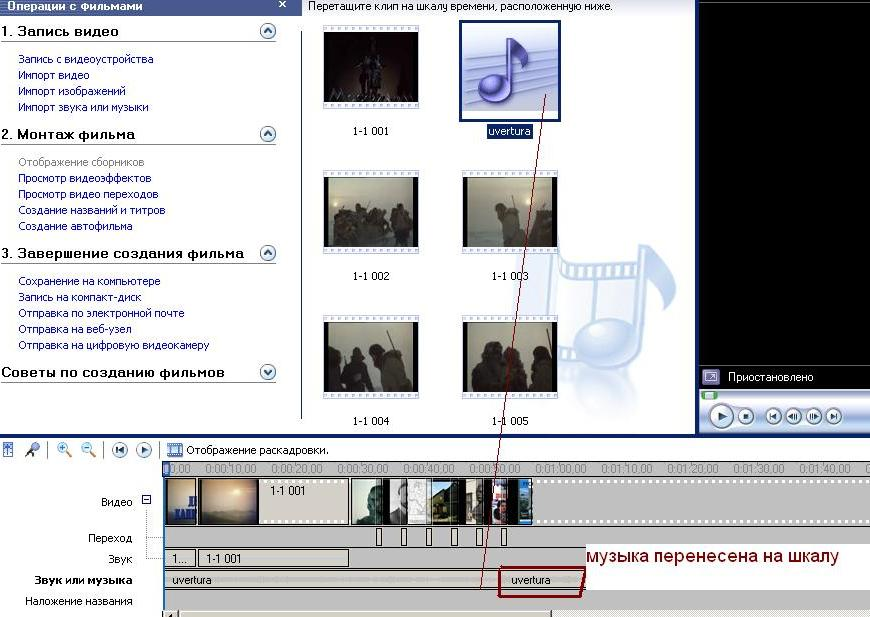 Операции с фильмами
Перетащите клип на шкалу времени, расположенную ниже.
1. Запись видео
Запись с видеоустройства
Импорт видео
Импорт изображений
Импорт звука или музыки
2. Монтаж фильма
Отображение сборников
Просмотр видеоэффектов
Просмотр видео переходов
Создание названий и титров
Создание автофильма
3. Завершение создания фильма
Сохранение на компьютере
Запись на компакт-диск
Отправка по электронной почте
Отправка на веб-узел
Отправка на цифровую видеокамеру
Советы по созданию фильмов
1-1 001
uvertura
1-1 002
1-1 003
1-1 004
1-1 005
Приостановлено
Отображение раскадровки.
0:00:10,00 0:00:20,00 0:00:30,00 0:00:40,00 0:01:00,00 0:01:10,00 0:01:20,00 0:01:30,00 0:01:40,00
Видео
1-1 001
Переход
Звук
1... 1-1 001
Звук или музыка
uvertura
uvertura
музыка перенесена на шкалу
Наложение названия